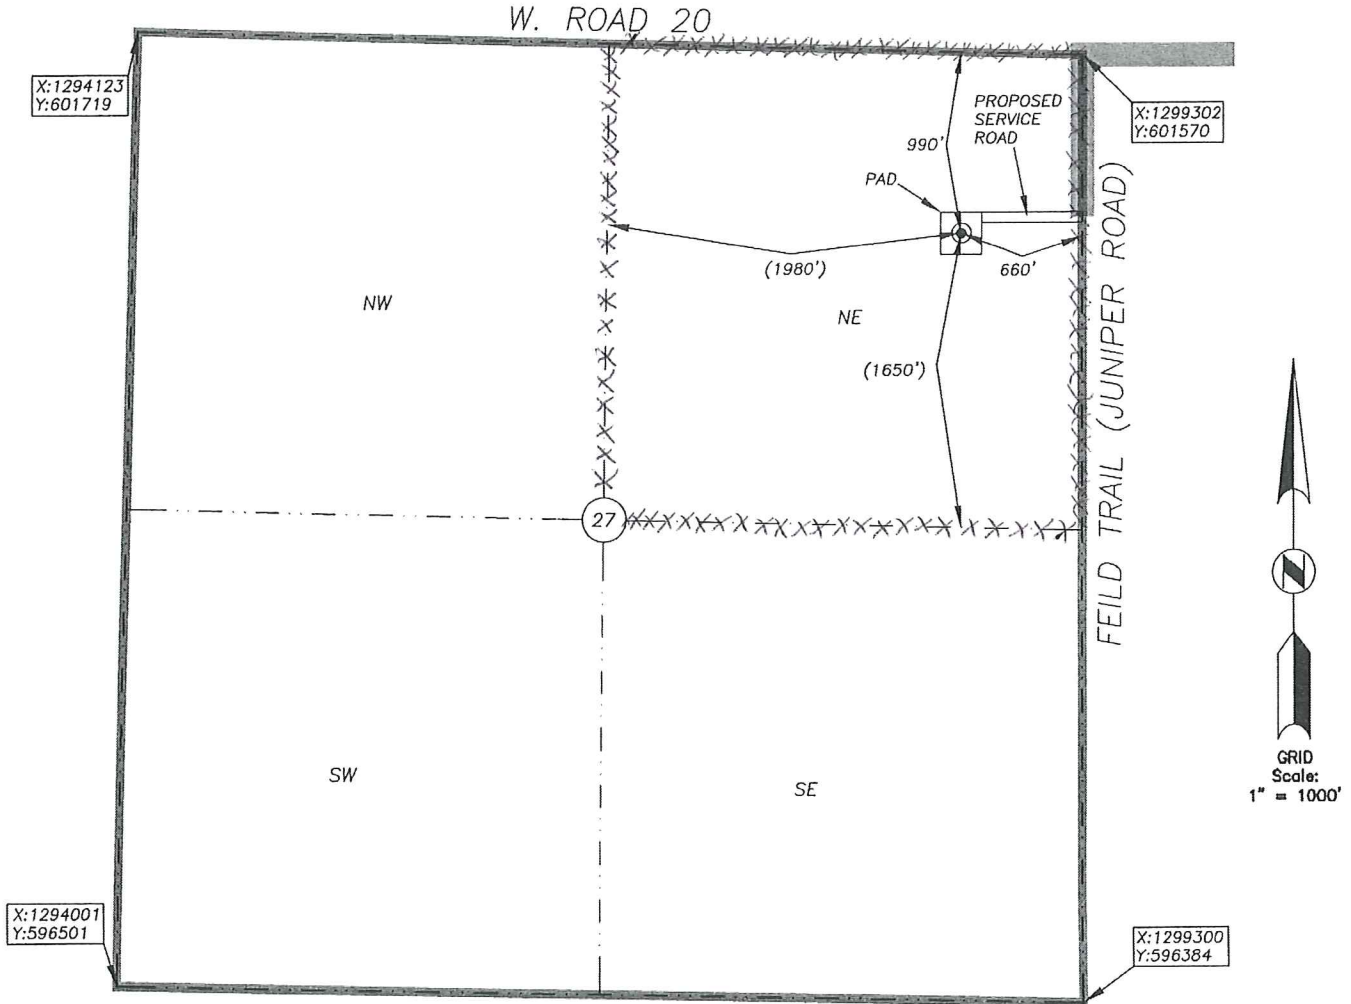 W. ROAD 20
X:1294123
Y:601719
PROPOSED
SERVICE
ROAD
X:1299302
Y:601570
990'
PAD
(1980')
660'
NW
NE
(1650')
FEILD TRAIL (JUNIPER ROAD)
27
N
GRID
Scale:
1" = 1000'
SW
SE
X:1294001
Y:596501
X:1299300
Y:596384